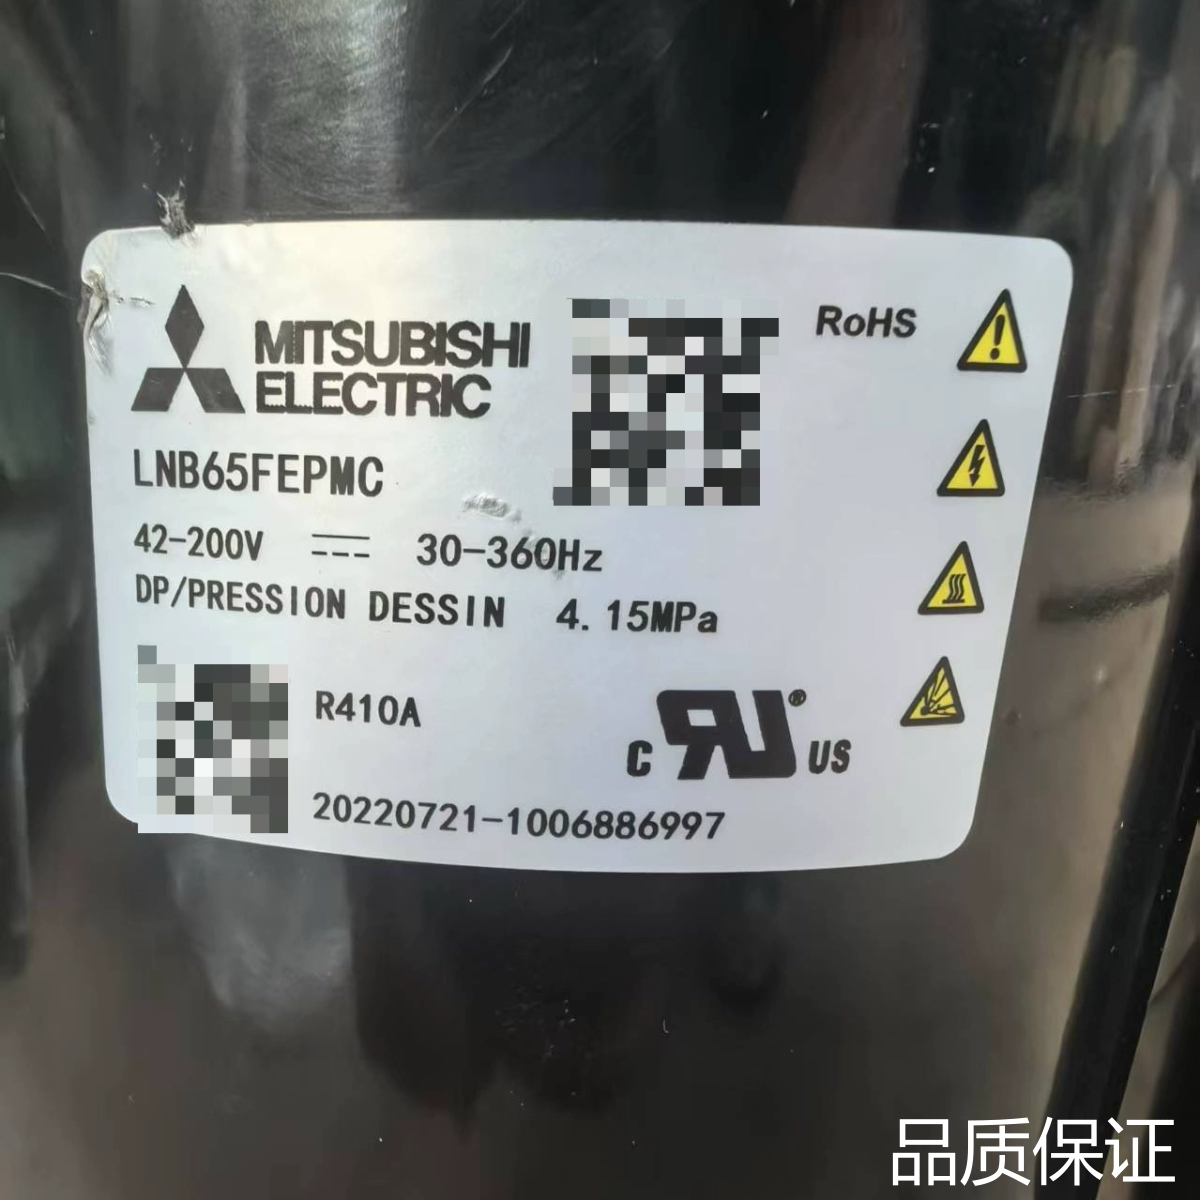 MITSUBISHI
ELECTRIC
RoHS
LNB65FEPMC
42-200V 30-360Hz
DP/PRESSION DESSIN 4.15MPa
R410A
C RU® US
20220721-1006886997
品质保证